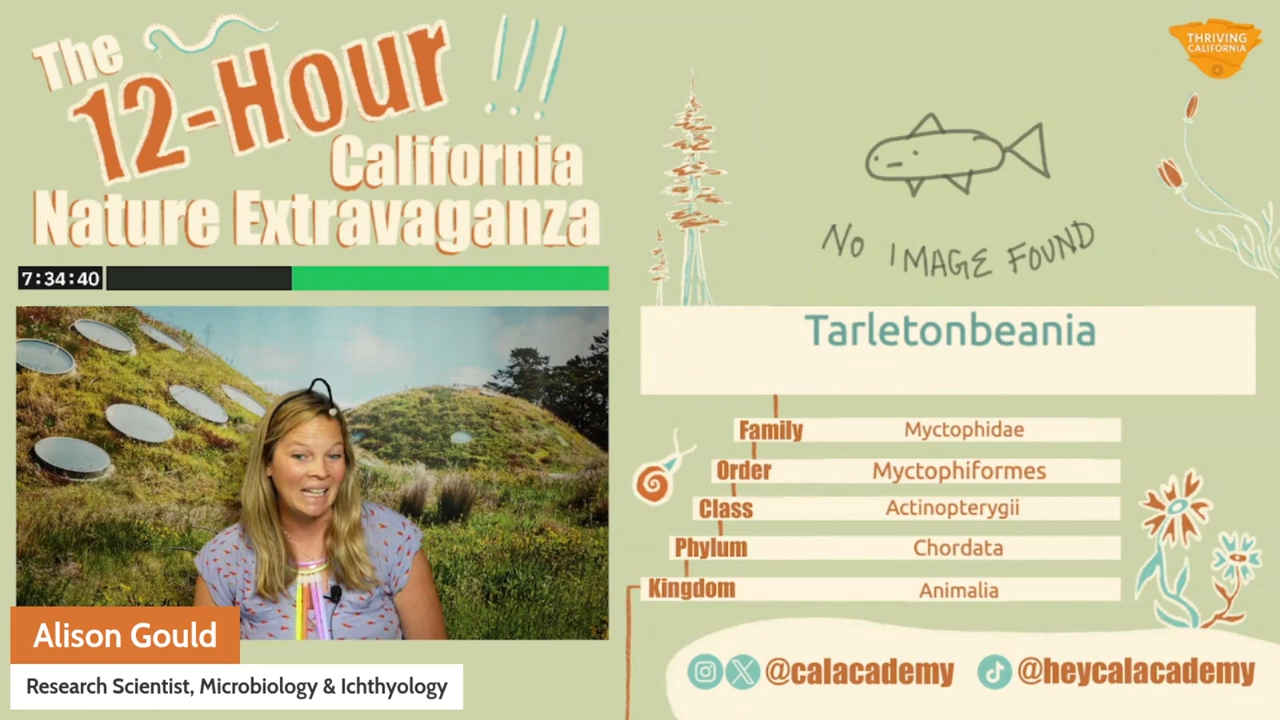 The
12-Hour!!!
California
Nature Extravaganza
7:34:40
Alison Gould
Research Scientist, Microbiology & Ichthyology
THRIVING
CALIFORNIA
NO IMAGE FOUND
Tarletonbeania
Family Myctophidae
Order Myctophiformes
Class Actinopterygii
Phylum Chordata
Kingdom Animalia
@calacademy @heycalacademy